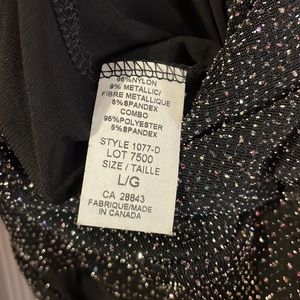 86%NYLON
9% METALLIC/
FIBRE METALLIQUE
5%SPANDEX
COMBO
95%POLYESTER
5%SPANDEX
STYLE 1077-D
LOT 7500
SIZE / TAILLE
L/G
CA 28843
FABRIQUE/MADE
IN CANADA